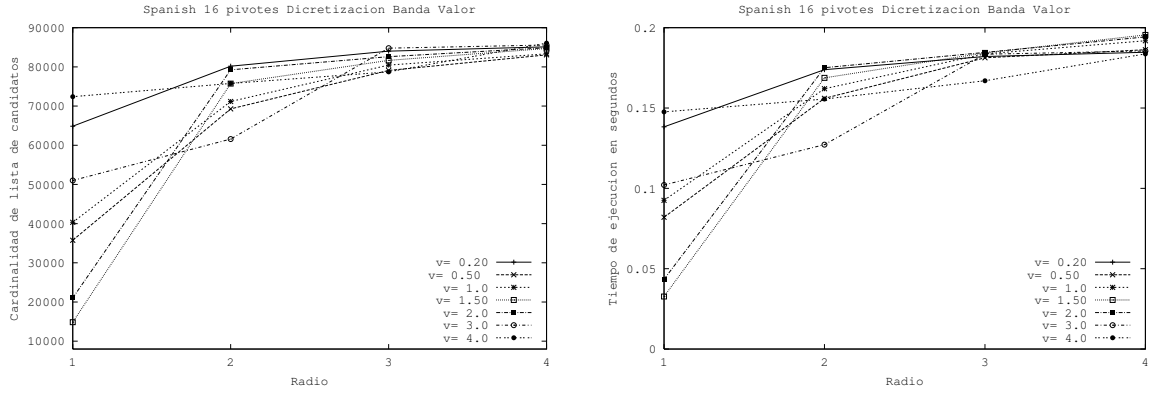 Spanish 16 pivotes Dicretizacion Banda Valor
Cardinalidad de lista de candidatos
90000
80000
70000
60000
50000
40000
30000
20000
10000
v= 0.20
v= 0.50
v= 1.0
v= 1.50
v= 2.0
v= 3.0
v= 4.0
1 2 3 4
Radio
Spanish 16 pivotes Dicretizacion Banda Valor
Tiempo de ejecucion en segundos
0.2
0.15
0.1
0.05
0
v= 0.20
v= 0.50
v= 1.0
v= 1.50
v= 2.0
v= 3.0
v= 4.0
1 2 3 4
Radio